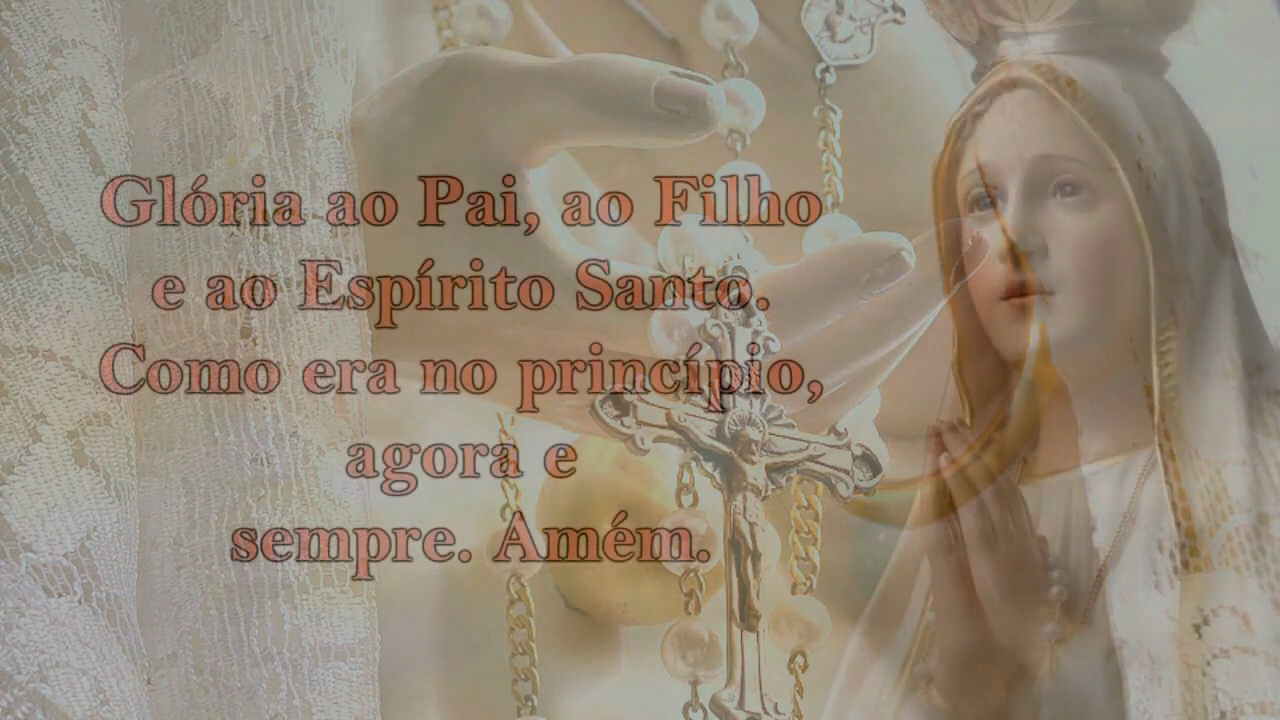 Glória ao Pai, ao Filho
e ao Espírito Santo.
Como era no princípio,
agora e
sempre. Amém.